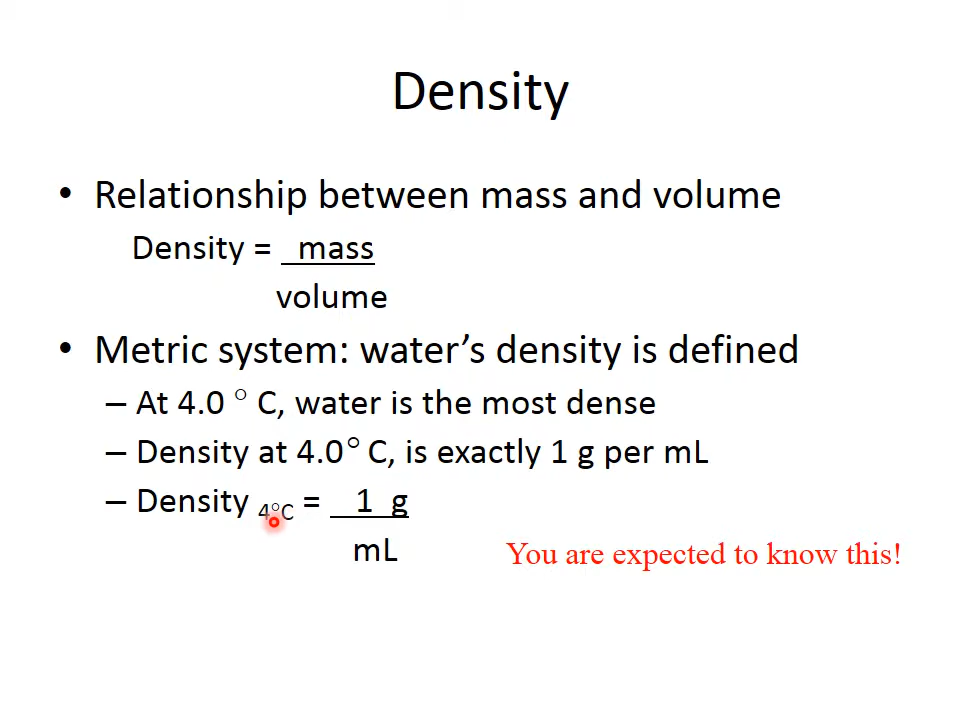 Density
• Relationship between mass and volume
Density = mass
volume
• Metric system: water’s density is defined
– At 4.0 ° C, water is the most dense
– Density at 4.0° C, is exactly 1 g per mL
– Density 4°C = 1 g
mL
You are expected to know this!